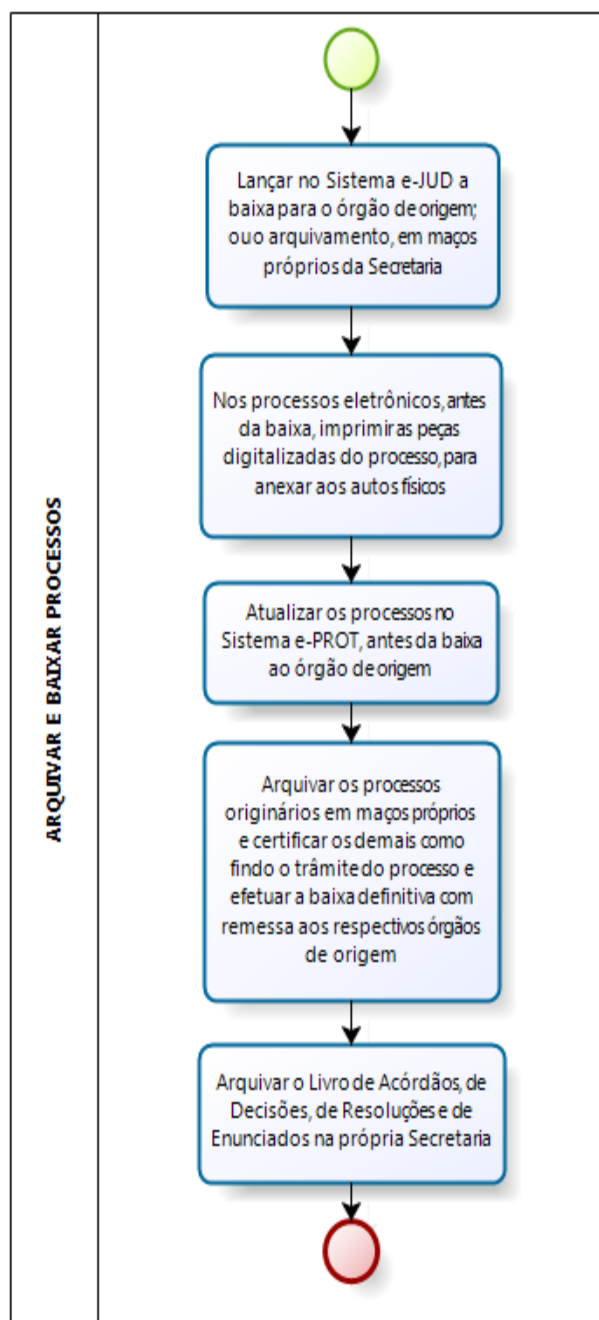 ARQUIVAR E BAIXAR PROCESSOS
Lançar no Sistema e-JUD a
baixa para o órgão de origem;
ouo arquivamento, em maços
próprios da Secretaria
Nos processos eletrônicos, antes
da baixa, imprimiras peças
digitalizadas do processo, para
anexar aos autos físicos
Atualizar os processos no
Sistema e-PROT, antes da baixa
ao órgão de origem
Arquivar os processos
originários em maços próprios
e certificar os demais como
findo o trâmite do processo e
efetuar a baixa definitiva com
remessa aos respectivos órgãos
de origem
Arquivar o Livro de Acórdãos, de
Decisões, de Resoluções e de
Enunciados na própria Secretaria